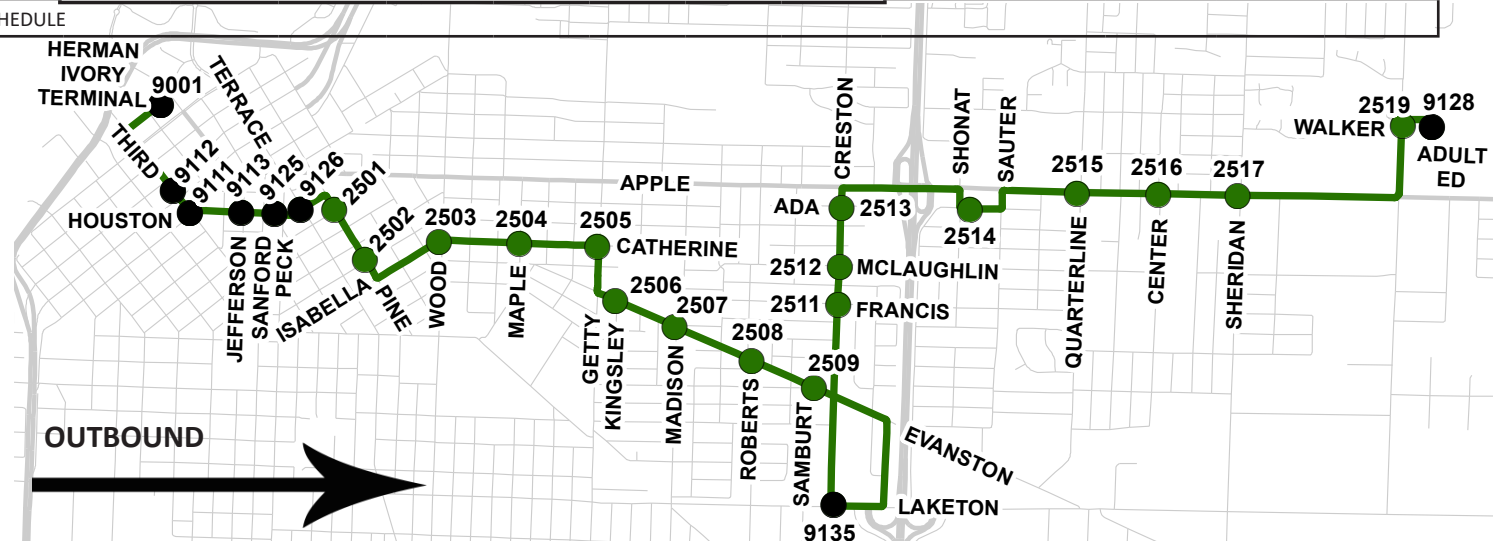 HEDULE
HERMAN
IVORY
TERMINAL
9001
TERRACE
THIRD
9112
9111
9113
9125
9126
2501
HOUSTON
JEFFERSON
SANFORD
PECK
2502
ISABELLA
PINE
2503
WOOD
2504
MAPLE
2505
CATHERINE
APPLE
GETTY
KINGSLEY
2506
2507
MADISON
2508
ROBERTS
2509
SAMBURT
EVANSTON
LAKETON
9135
2511
FRANCIS
2512
MCLAUGHLIN
ADA
2513
CRESTON
SHONAT
SAUTER
2514
2515
QUARTERLINE
2516
CENTER
2517
SHERIDAN
2519
WALKER
9128
ADULT
ED
OUTBOUND